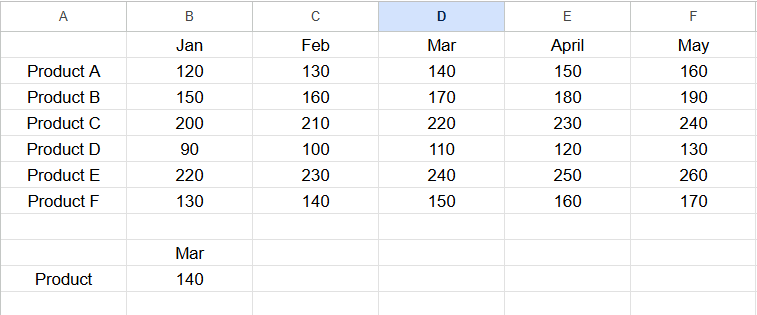 A B C D E F
Jan Feb Mar April May
Product A 120 130 140 150 160
Product B 150 160 170 180 190
Product C 200 210 220 230 240
Product D 90 100 110 120 130
Product E 220 230 240 250 260
Product F 130 140 150 160 170
Mar
Product 140